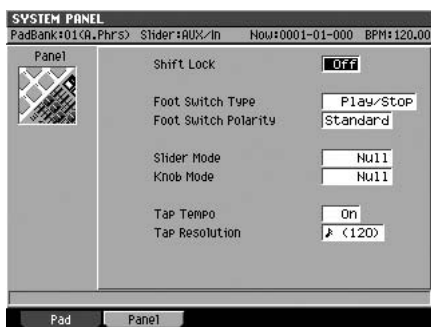 SYSTEM PANEL
PadBank:01(A.Phrs) Slider:AUX/In Now:0001-01-000 BPM:120.00
Panel
Shift Lock Off
Foot Switch Type Play/Stop
Foot Switch Polarity Standard
Slider Mode Null
Knob Mode Null
Tap Tempo On
Tap Resolution ♪ (120)
Pad Panel